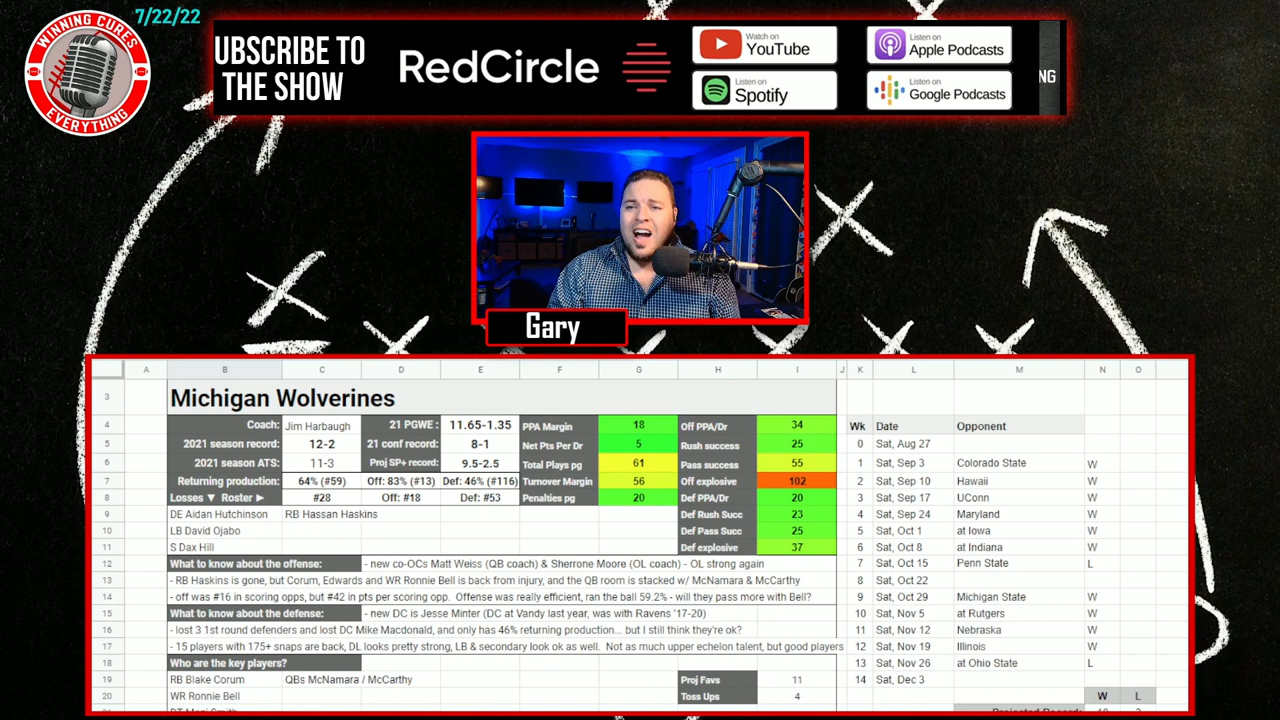 7/22/22
WINNING CURES
EVERYTHING
UBSCRIBE TO
THE SHOW
RedCircle
Watch on
YouTube
Listen on
Apple Podcasts
Listen on
Spotify
Listen on
Google Podcasts
NG
Gary
A B C D E F G H I J K L M N O
3 Michigan Wolverines
4 Coach: Jim Harbaugh 21 PGWE : 11.65-1.35 PPA Margin 18 Off PPA/Dr 34 Wk Date Opponent
5 2021 season record: 12-2 21 conf record: 8-1 Net Pts Per Dr 5 Rush success 25 0 Sat, Aug 27
6 2021 season ATS: 11-3 Proj SP+ record: 9.5-2.5 Total Plays pg 61 Pass success 55 1 Sat, Sep 3 Colorado State W
7 Returning production: 64% (#59) Off: 83% (#13) Def: 46% (#116) Turnover Margin 56 Off explosive 102 2 Sat, Sep 10 Hawaii W
8 Losses ▼ Roster ► #28 Off: #18 Def: #53 Penalties pg 20 Def PPA/Dr 20 3 Sat, Sep 17 UConn W
9 DE Aidan Hutchinson RB Hassan Haskins Def Rush Succ 23 4 Sat, Sep 24 Maryland W
10 LB David Ojabo Def Pass Succ 25 5 Sat, Oct 1 at Iowa W
11 S Dax Hill Def explosive 37 6 Sat, Oct 8 at Indiana W
12 What to know about the offense: - new co-OCs Matt Weiss (QB coach) & Sherrone Moore (OL coach) - OL strong again 7 Sat, Oct 15 Penn State L
13 - RB Haskins is gone, but Corum, Edwards and WR Ronnie Bell is back from injury, and the QB room is stacked w/ McNamara & McCarthy 8 Sat, Oct 22
14 - off was #16 in scoring opps, but #42 in pts per scoring opp. Offense was really efficient, ran the ball 59.2% - will they pass more with Bell? 9 Sat, Oct 29 Michigan State W
15 What to know about the defense: - new DC is Jesse Minter (DC at Vandy last year, was with Ravens '17-20) 10 Sat, Nov 5 at Rutgers W
16 - lost 3 1st round defenders and lost DC Mike Macdonald, and only has 46% returning production... but I still think they're ok? 11 Sat, Nov 12 Nebraska W
17 - 15 players with 175+ snaps are back, DL looks pretty strong, LB & secondary look ok as well. Not as much upper echelon talent, but good players 12 Sat, Nov 19 Illinois W
18 Who are the key players? 13 Sat, Nov 26 at Ohio State L
19 RB Blake Corum QBs McNamara / McCarthy Proj Favs 11 14 Sat, Dec 3
20 WR Ronnie Bell Toss Ups 4 W L